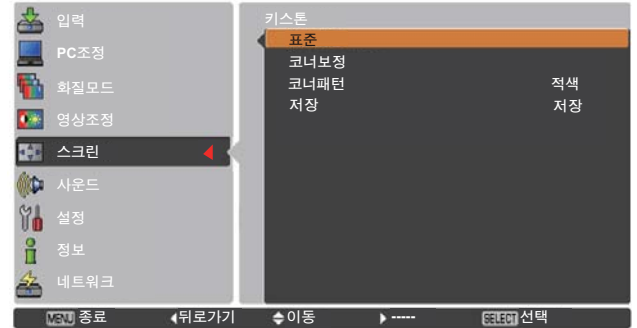 입력
PC조정
화질모드
영상조정
스크린
사운드
설정
정보
네트워크
키스톤
표준
코너보정
코너패턴 적색
저장 저장
MENU 종료 뒤로가기 이동 ----- SELECT 선택